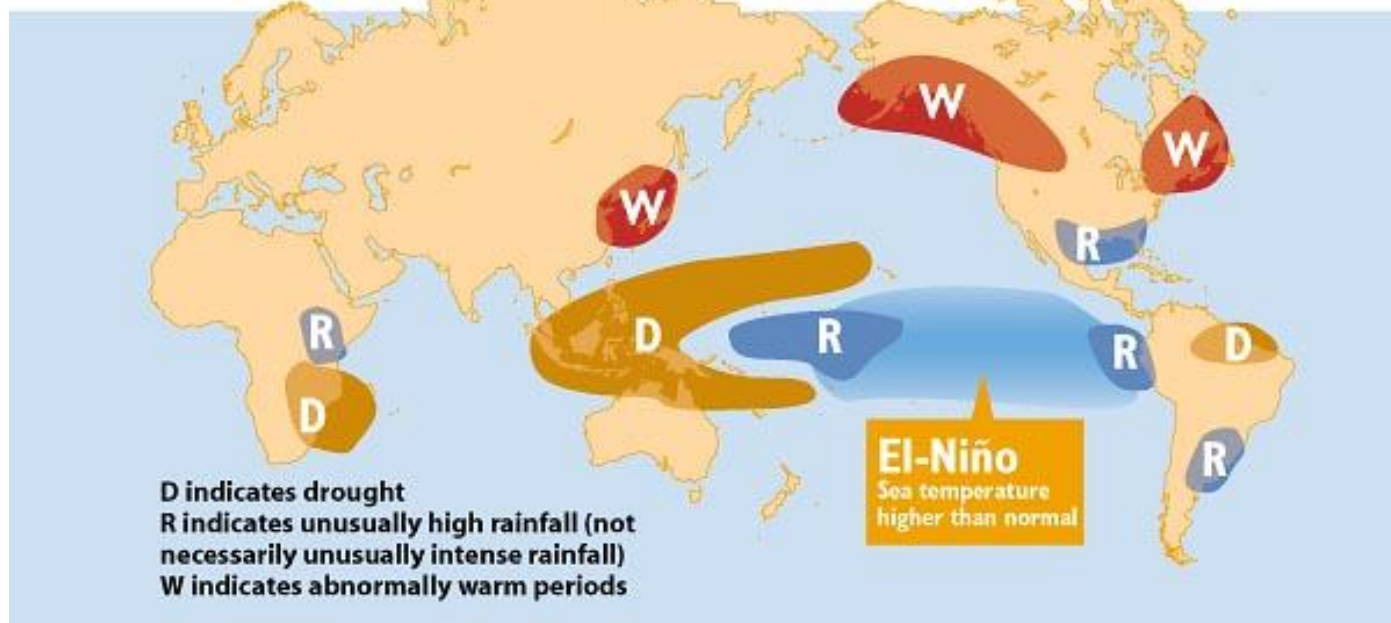 W
W
W
R
R
D
R
R
D
D
R
El-Niño
Sea temperature
higher than normal
D indicates drought
R indicates unusually high rainfall (not
necessarily unusually intense rainfall)
W indicates abnormally warm periods